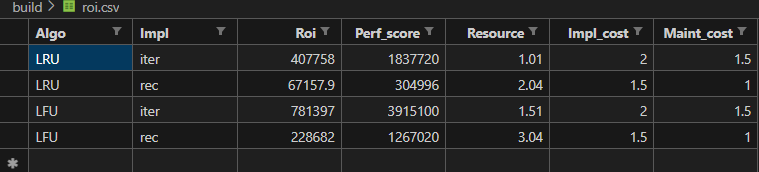 build > roi.csv
Algo Impl Roi Perf_score Resource Impl_cost Maint_cost
LRU iter 407758 1837720 1.01 2 1.5
LRU rec 67157.9 304996 2.04 1.5 1
LFU iter 781397 3915100 1.51 2 1.5
LFU rec 228682 1267020 3.04 1.5 1